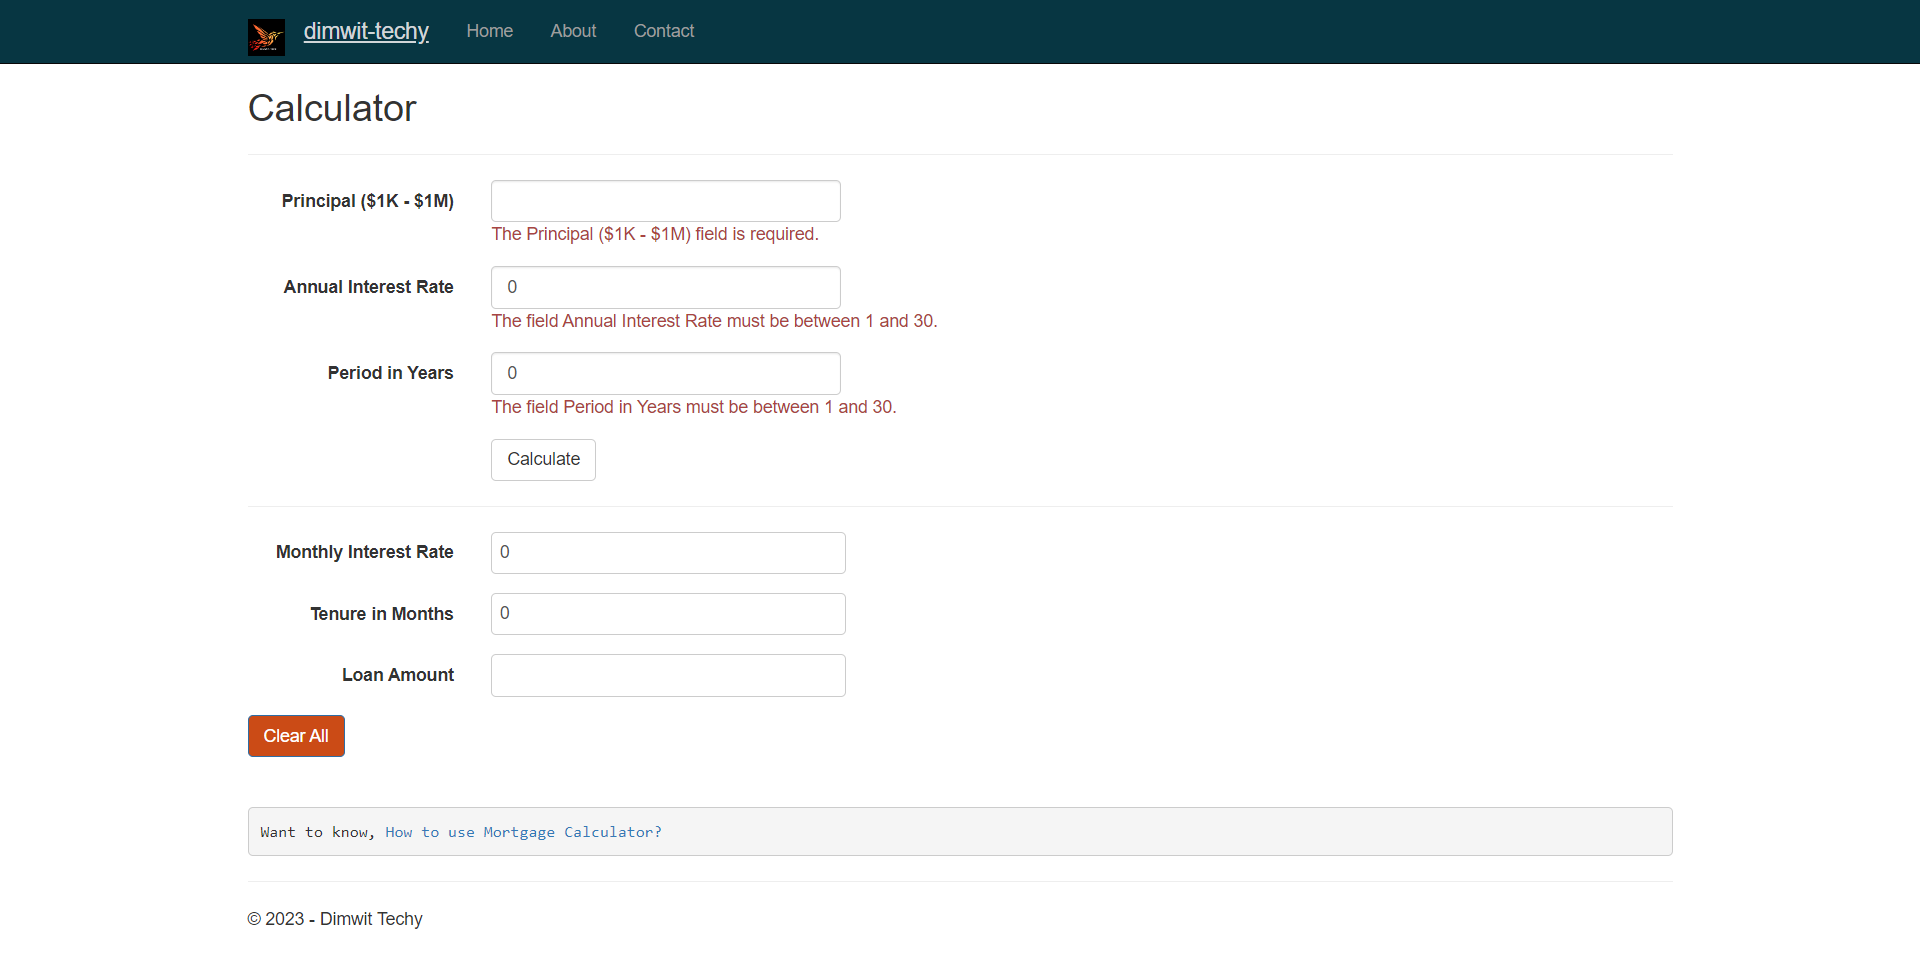 dimwit-techy Home About Contact
Calculator
Principal ($1K - $1M)
The Principal ($1K - $1M) field is required.
Annual Interest Rate 0
The field Annual Interest Rate must be between 1 and 30.
Period in Years 0
The field Period in Years must be between 1 and 30.
Calculate
Monthly Interest Rate 0
Tenure in Months 0
Loan Amount
Clear All
Want to know, How to use Mortgage Calculator?
© 2023 - Dimwit Techy